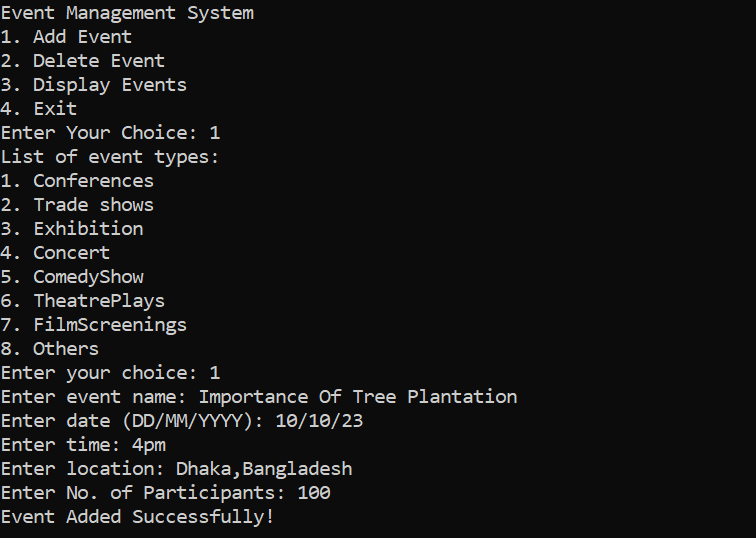 Event Management System
1. Add Event
2. Delete Event
3. Display Events
4. Exit
Enter Your Choice: 1
List of event types:
1. Conferences
2. Trade shows
3. Exhibition
4. Concert
5. ComedyShow
6. TheatrePlays
7. FilmScreenings
8. Others
Enter your choice: 1
Enter event name: Importance Of Tree Plantation
Enter date (DD/MM/YYYY): 10/10/23
Enter time: 4pm
Enter location: Dhaka,Bangladesh
Enter No. of Participants: 100
Event Added Successfully!